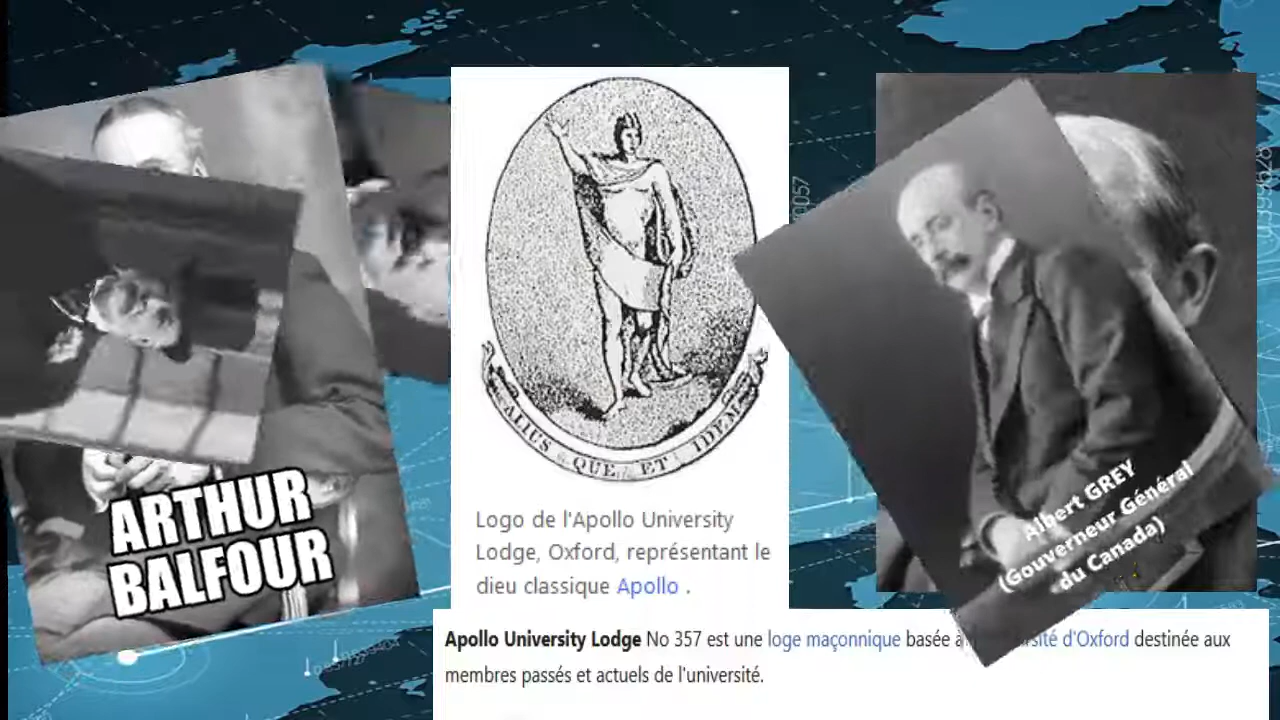 ARTHUR
BALFOUR
ALIUS QUE ET IDEM
Logo de l'Apollo University
Lodge, Oxford, représentant le
dieu classique Apollo .
Albert GREY
(Gouverneur Général
du Canada)
Apollo University Lodge No 357 est une loge maçonnique basée à d'Oxford destinée aux
membres passés et actuels de l'université.